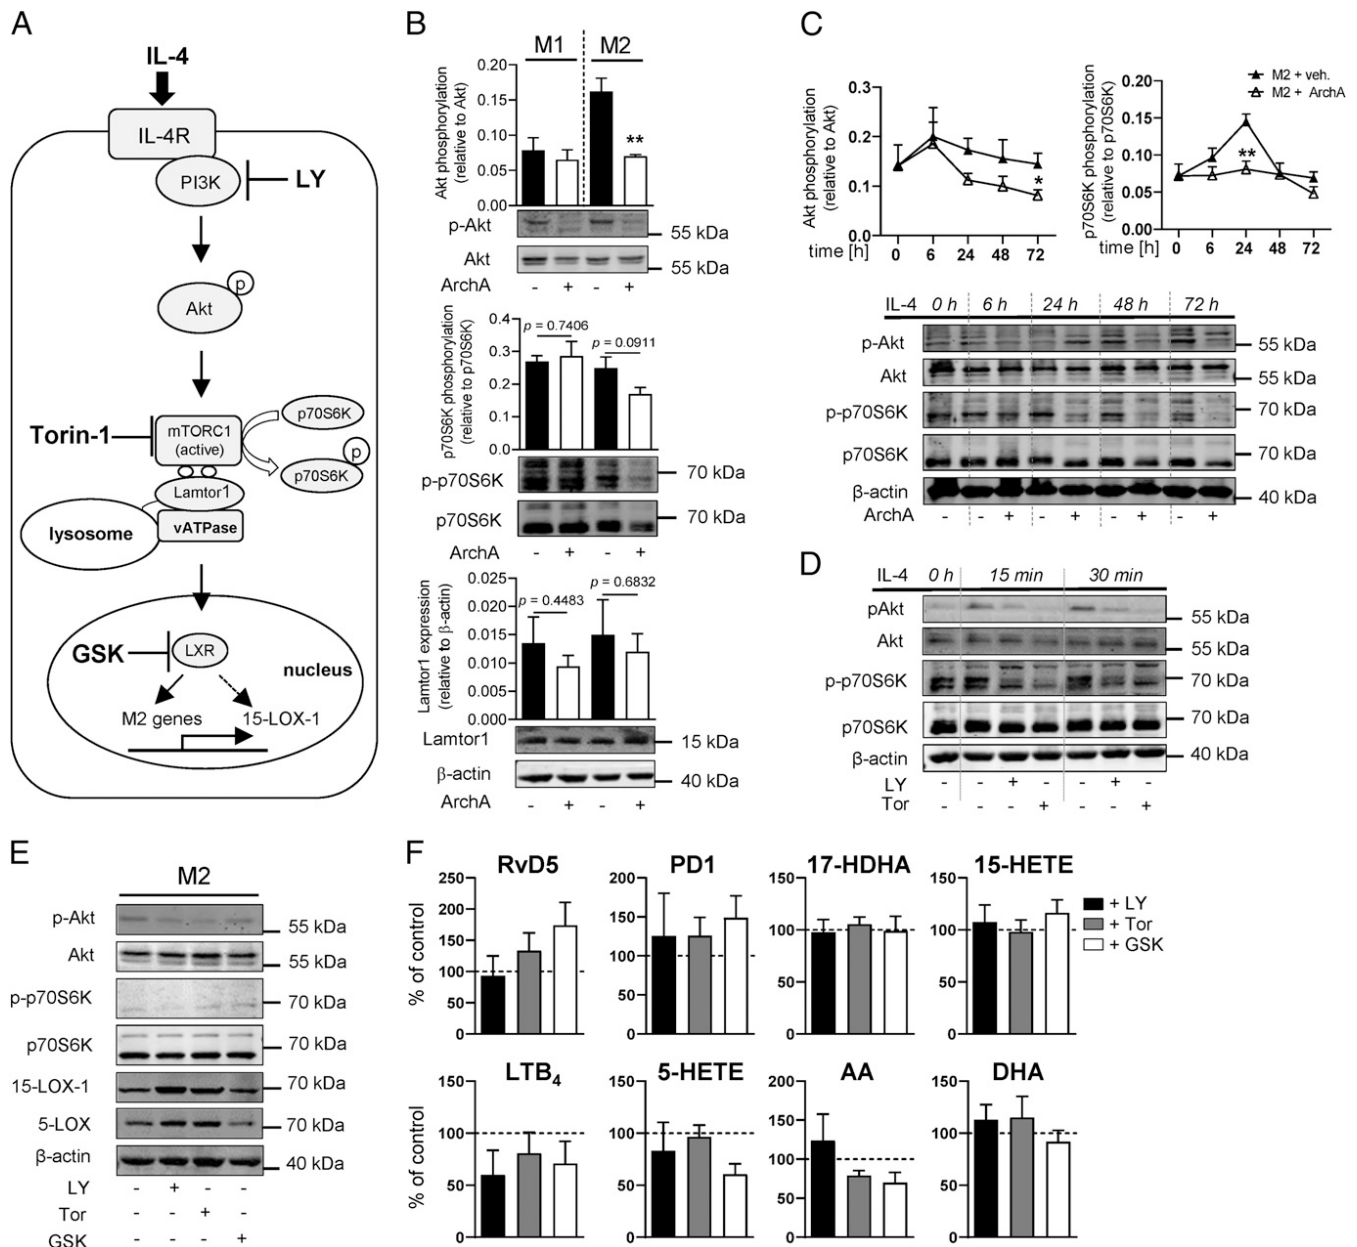 A
IL-4
IL-4R
PI3K
LY
Akt
p
Torin-1
mTORC1
(active)
p70S6K
p
p70S6K
Lamtor1
vATPase
lysosome
GSK
LXR
nucleus
M2 genes
15-LOX-1
B
M1 M2
Akt phosphorylation
(relative to Akt)
0.20
0.15
0.10
0.05
0.00
**
p-Akt 55 kDa
Akt 55 kDa
ArchA - + - +
p70S6K phosphorylation
(relative to p70S6K)
0.4
0.3
0.2
0.1
0.0
p = 0.7406
p = 0.0911
p-p70S6K 70 kDa
p70S6K 70 kDa
ArchA - + - +
Lamtor1 expression
(relative to β-actin)
0.025
0.020
0.015
0.010
0.005
0.000
p = 0.4483
p = 0.6832
Lamtor1 15 kDa
β-actin 40 kDa
ArchA - + - +
C
Akt phosphorylation
(relative to Akt)
0.3
0.2
0.1
0.0
*
time [h] 0 6 24 48 72
p70S6K phosphorylation
(relative to p70S6K)
0.20
0.15
0.10
0.05
0.00
**
M2 + veh.
M2 + ArchA
time [h] 0 6 24 48 72
IL-4 0 h 6 h 24 h 48 h 72 h
p-Akt 55 kDa
Akt 55 kDa
p-p70S6K 70 kDa
p70S6K 70 kDa
β-actin 40 kDa
ArchA - - + - + - + - +
D
IL-4 0 h 15 min 30 min
pAkt 55 kDa
Akt 55 kDa
p-p70S6K 70 kDa
p70S6K 70 kDa
β-actin 40 kDa
LY - - + - - + -
Tor - - - + - - +
E
M2
p-Akt 55 kDa
Akt 55 kDa
p-p70S6K 70 kDa
p70S6K 70 kDa
15-LOX-1 70 kDa
5-LOX 70 kDa
β-actin 40 kDa
LY - + - -
Tor - - + -
GSK - - - +
F
RvD5
% of control
250
200
150
100
50
0
PD1
200
150
100
50
0
17-HDHA
150
100
50
0
15-HETE
150
100
50
0
+ LY
+ Tor
+ GSK
LTB4
% of control
150
100
50
0
5-HETE
150
100
50
0
AA
200
150
100
50
0
DHA
150
100
50
0